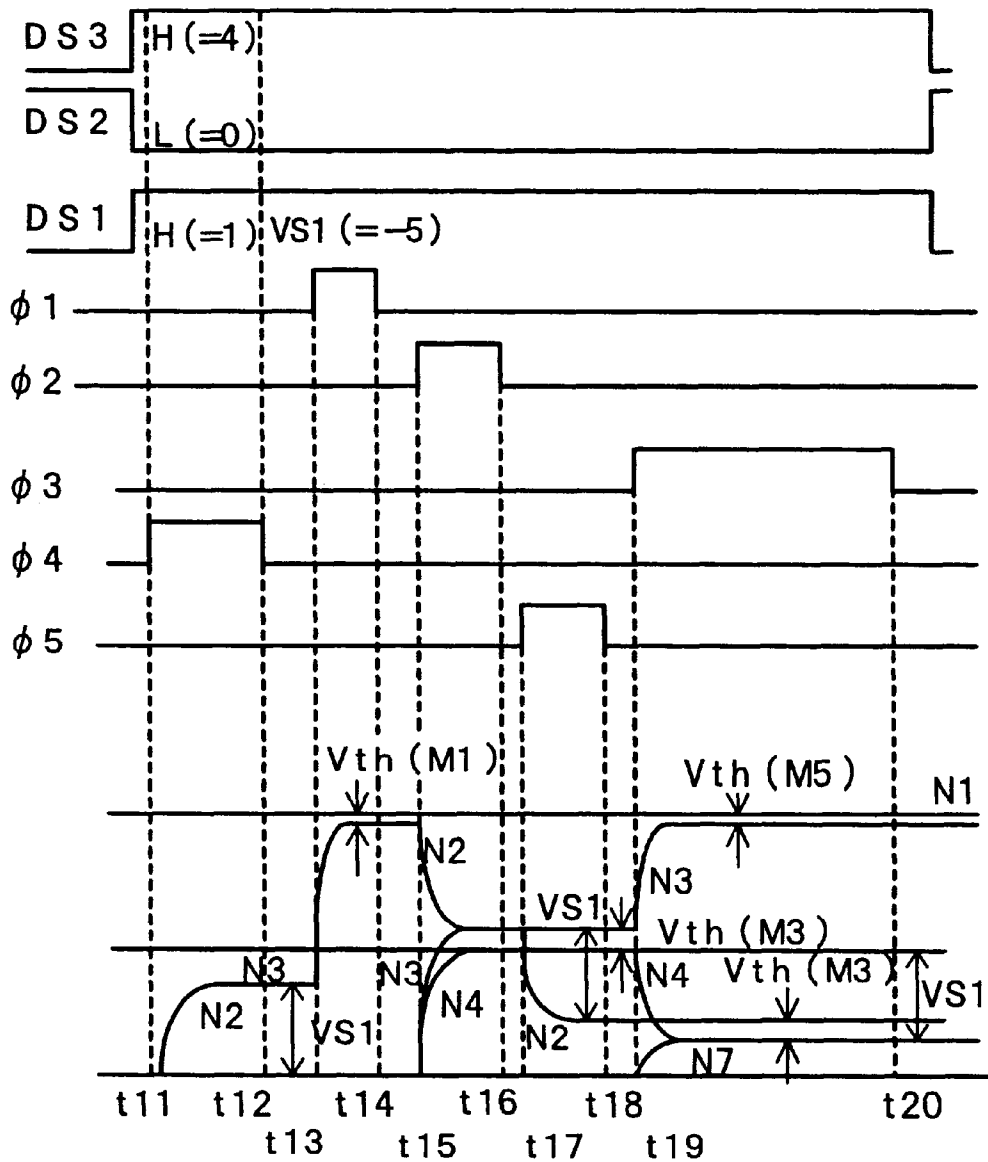 DS3 H(=4)
DS2 L(=0)
DS1 H(=1) VS1(=-5)
φ1
φ2
φ3
φ4
φ5
Vth(M1) Vth(M5) N1
N2 N3
VS1 Vth(M3)
N3 N3 N4 Vth(M3)
N2 VS1 N4 N2 VS1
N7
t11 t12 t14 t16 t18 t20
t13 t15 t17 t19